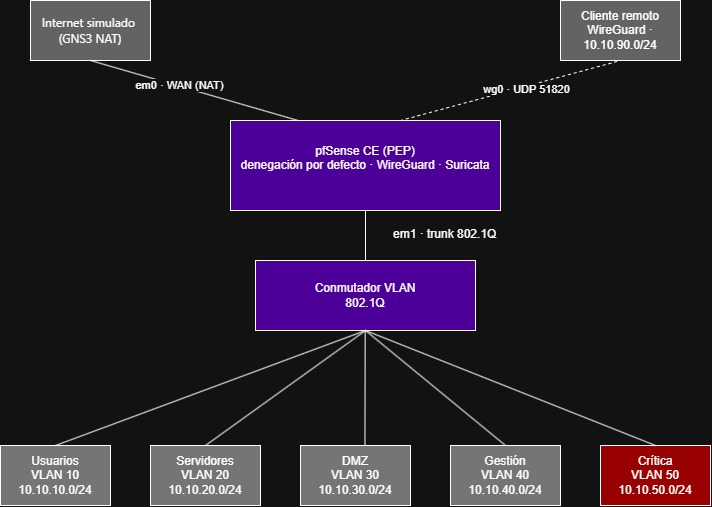 Internet simulado
(GNS3 NAT)
Cliente remoto
WireGuard ·
10.10.90.0/24
em0 · WAN (NAT)
wg0 · UDP 51820
pfSense CE (PEP)
denegación por defecto · WireGuard · Suricata
em1 · trunk 802.1Q
Conmutador VLAN
802.1Q
Usuarios
VLAN 10
10.10.10.0/24
Servidores
VLAN 20
10.10.20.0/24
DMZ
VLAN 30
10.10.30.0/24
Gestión
VLAN 40
10.10.40.0/24
Crítica
VLAN 50
10.10.50.0/24